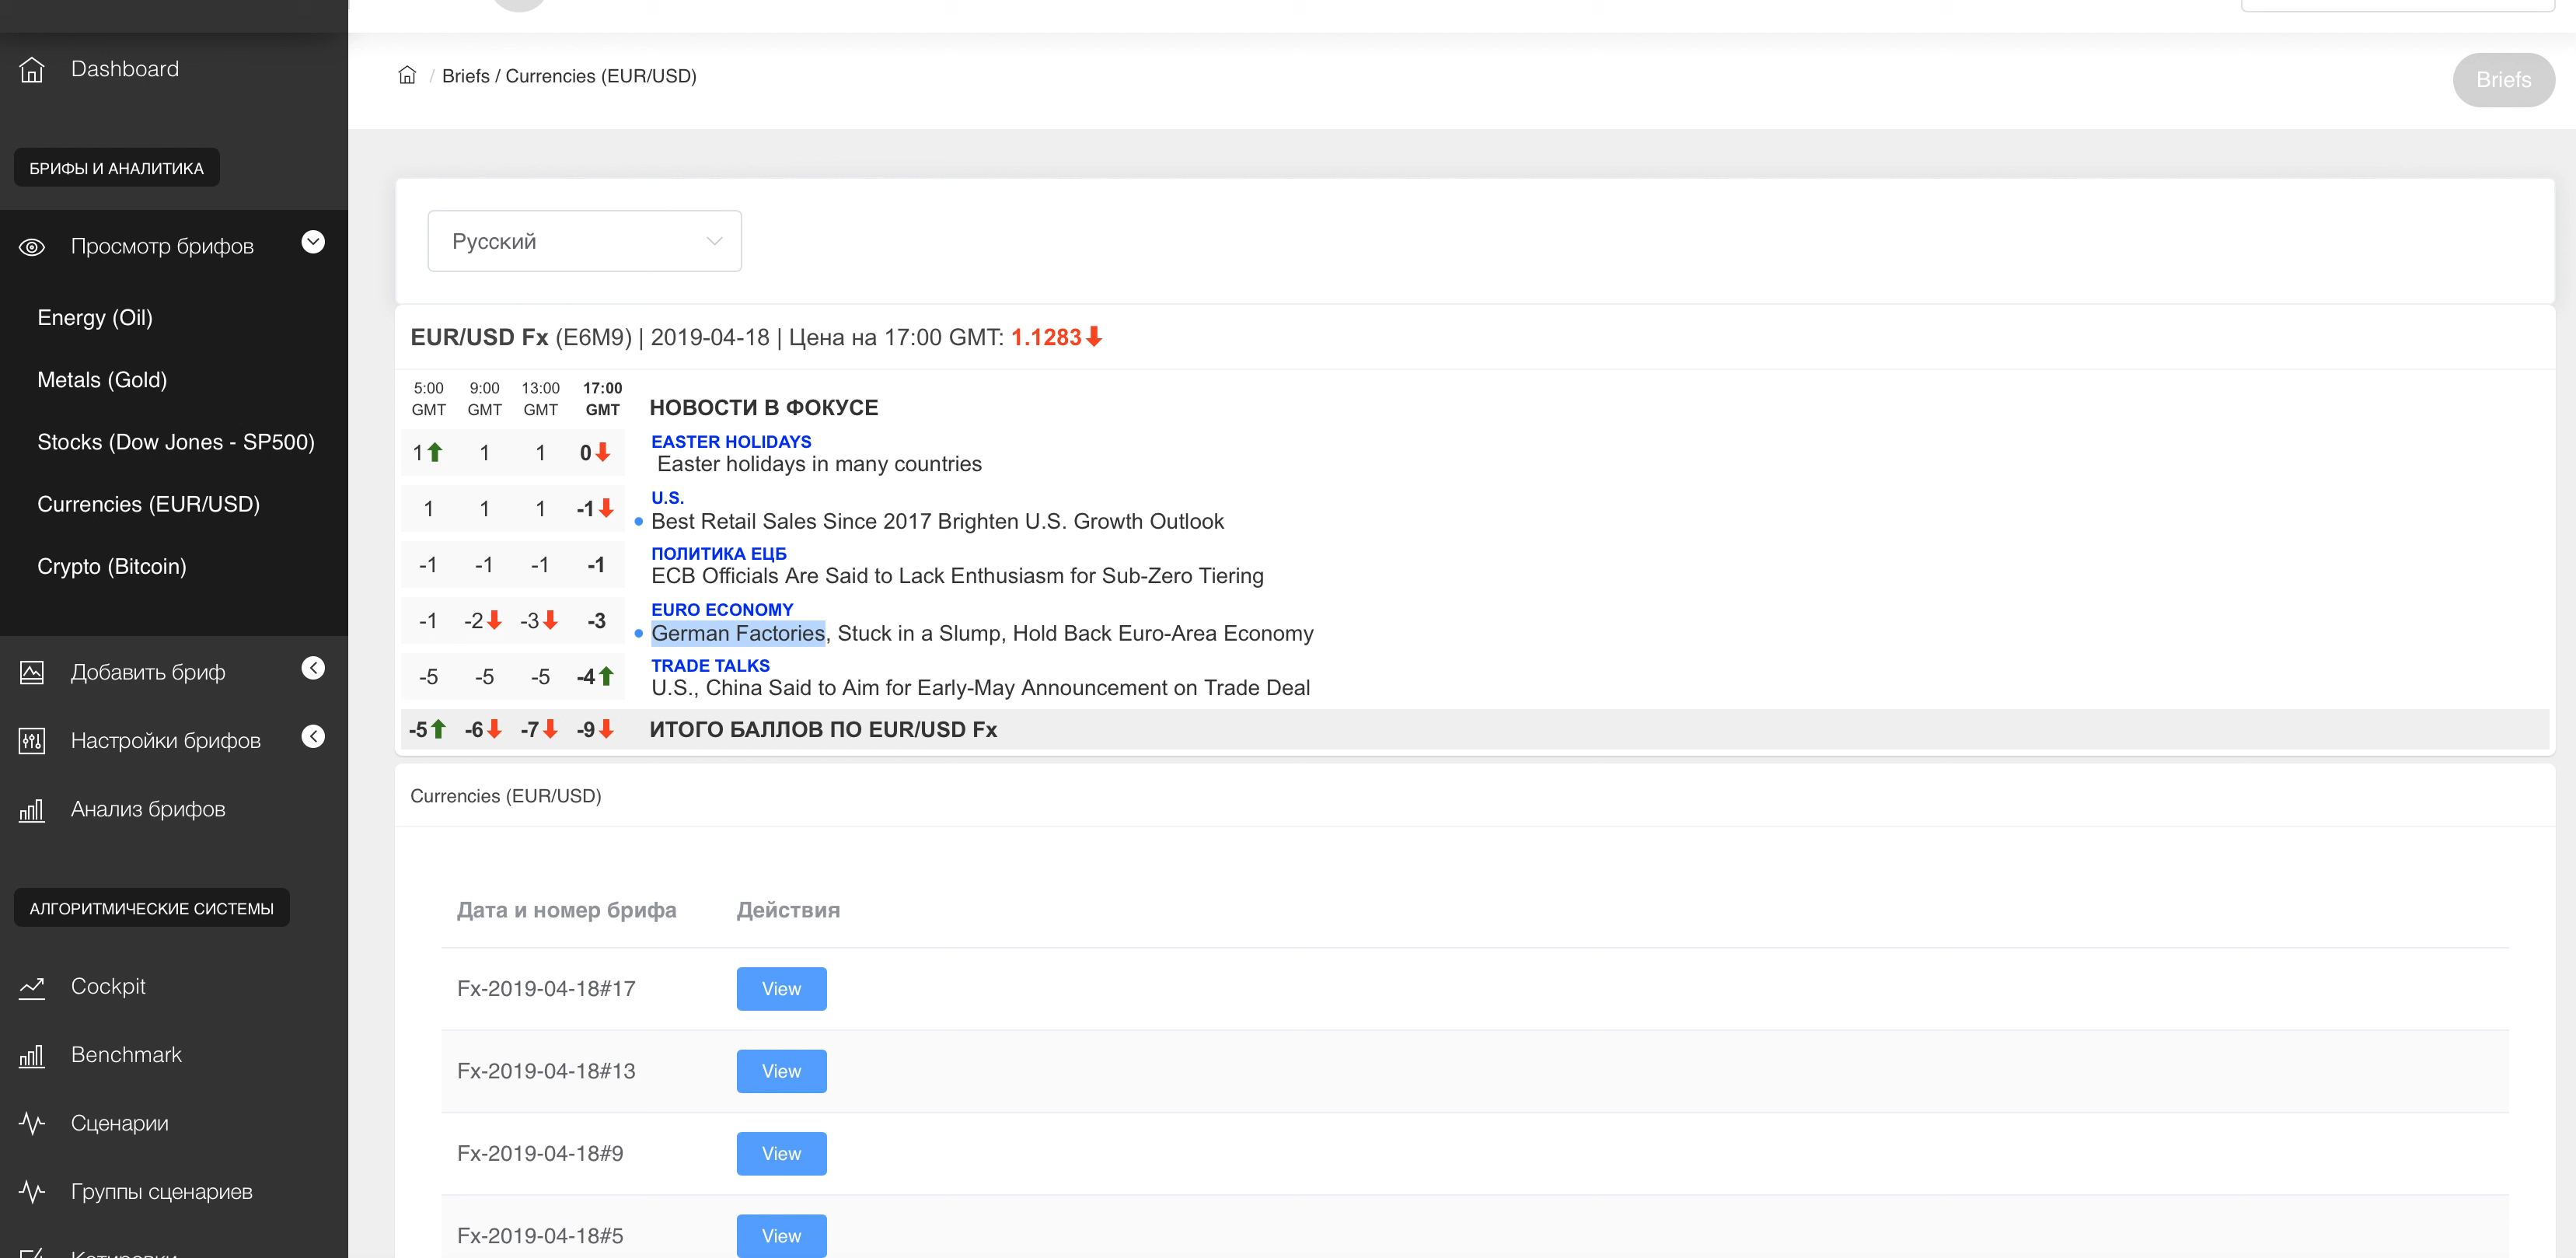 Dashboard
БРИФЫ И АНАЛИТИКА
Просмотр брифов
Energy (Oil)
Metals (Gold)
Stocks (Dow Jones - SP500)
Currencies (EUR/USD)
Crypto (Bitcoin)
Добавить бриф
Настройки брифов
Анализ брифов
АЛГОРИТМИЧЕСКИЕ СИСТЕМЫ
Cockpit
Benchmark
Сценарии
Группы сценариев
/ Briefs / Currencies (EUR/USD)
Briefs
Русский
EUR/USD Fx (E6M9) | 2019-04-18 | Цена на 17:00 GMT: 1.1283
5:00 9:00 13:00 17:00
GMT GMT GMT GMT
НОВОСТИ В ФОКУСЕ
EASTER HOLIDAYS
1 1 1 0
Easter holidays in many countries
U.S.
1 1 1 -1
Best Retail Sales Since 2017 Brighten U.S. Growth Outlook
ПОЛИТИКА ЕЦБ
-1 -1 -1 -1
ECB Officials Are Said to Lack Enthusiasm for Sub-Zero Tiering
EURO ECONOMY
-1 -2 -3 -3
German Factories, Stuck in a Slump, Hold Back Euro-Area Economy
TRADE TALKS
-5 -5 -5 -4
U.S., China Said to Aim for Early-May Announcement on Trade Deal
-5 -6 -7 -9 ИТОГО БАЛЛОВ ПО EUR/USD Fx
Currencies (EUR/USD)
Дата и номер брифа Действия
Fx-2019-04-18#17 View
Fx-2019-04-18#13 View
Fx-2019-04-18#9 View
Fx-2019-04-18#5 View